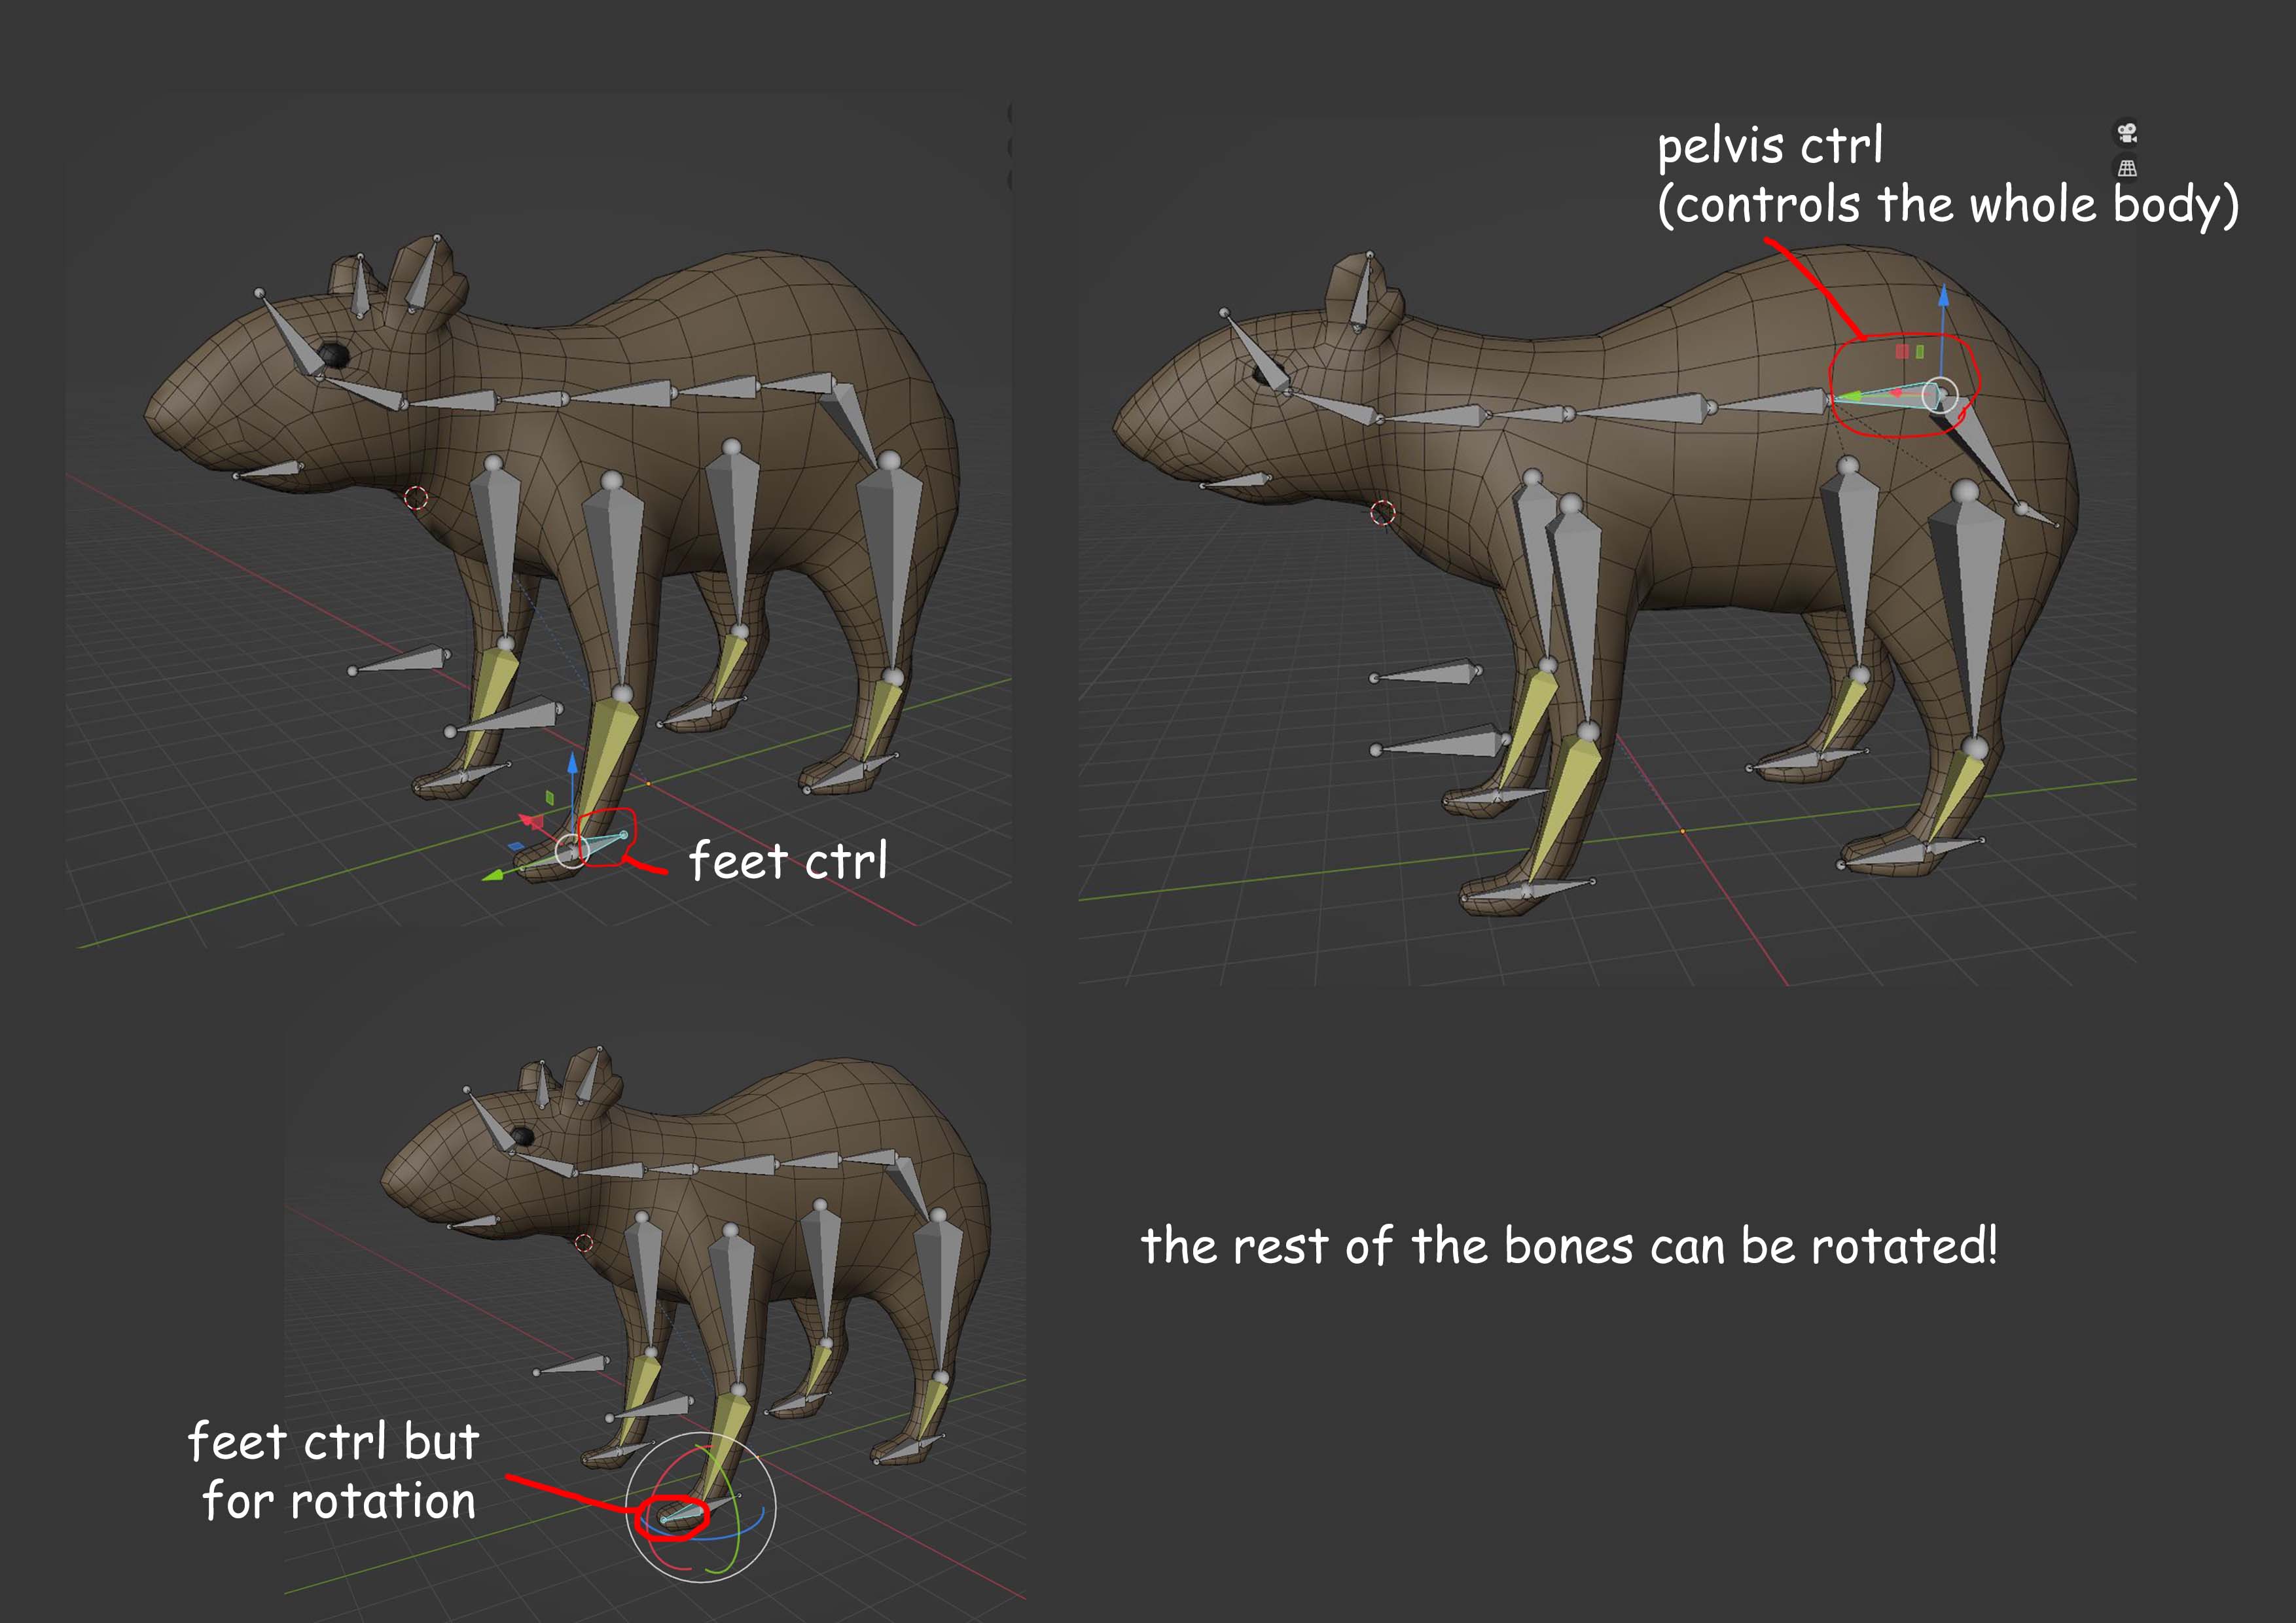 pelvis ctrl
(controls the whole body)
feet ctrl
the rest of the bones can be rotated!
feet ctrl but
for rotation